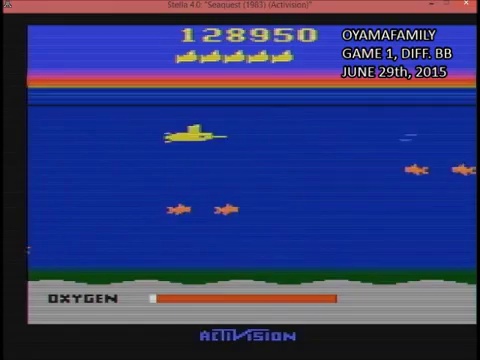 Stella 4.0: "Seaquest (1983) (Activision)"
128950
OYAMAFAMILY
GAME 1, DIFF. BB
JUNE 29th, 2015
OXYGEN
ACTIVISION